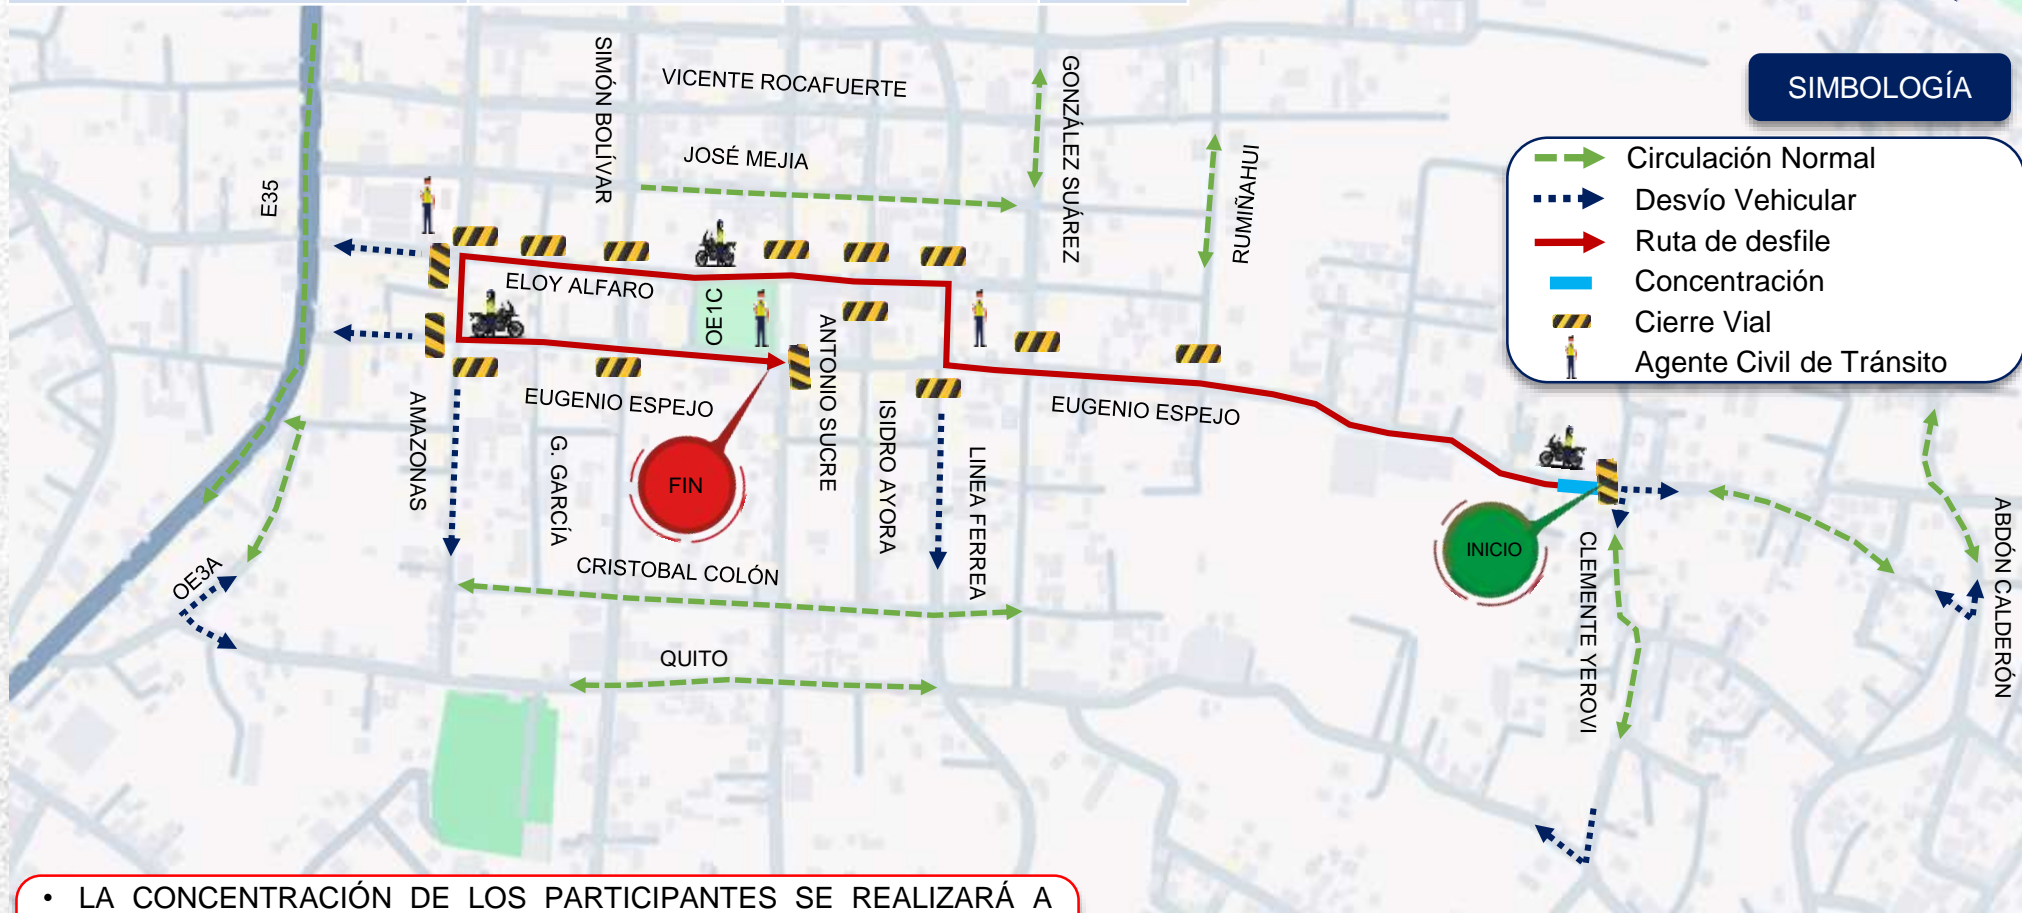 SIMBOLOGÍA
Circulación Normal
Desvío Vehicular
Ruta de desfile
Concentración
Cierre Vial
Agente Civil de Tránsito
SIMÓN BOLÍVAR
VICENTE ROCAFUERTE
GONZÁLEZ SUÁREZ
JOSÉ MEJIA
RUMIÑAHUI
E35
ELOY ALFARO
OE1C
ANTONIO SUCRE
AMAZONAS
EUGENIO ESPEJO
EUGENIO ESPEJO
ISIDRO AYORA
G. GARCÍA
FIN
LINEA FERREA
INICIO
CLEMENTE YEROVI
ABDÓN CALDERÓN
OE3A
CRISTOBAL COLÓN
QUITO
• LA CONCENTRACIÓN DE LOS PARTICIPANTES SE REALIZARÁ A